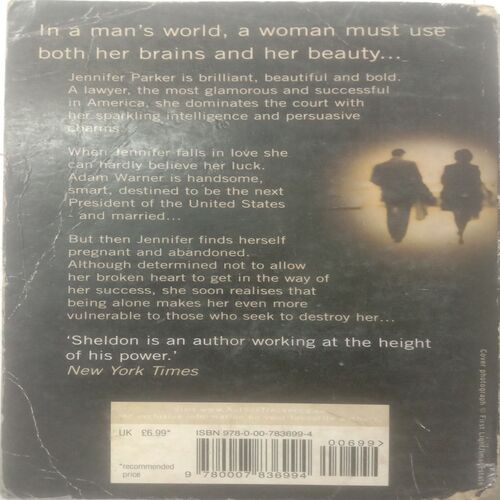 In a man's world, a woman must use
both her brains and her beauty...
Jennifer Parker is brilliant, beautiful and bold.
A lawyer, the most glamorous and successful
in America, she dominates the court with
her sparkling intelligence and persuasive
charms.
When Jennifer falls in love she
can hardly believe her luck.
Adam Warner is handsome,
smart, destined to be the next
President of the United States
- and married...
But then Jennifer finds herself
pregnant and abandoned.
Although determined not to allow
her broken heart to get in the way of
her success, she soon realises that
being alone makes her even more
vulnerable to those who seek to destroy her...
'Sheldon is an author working at the height
of his power.'
New York Times
Cover photograph © First Light/
UK £6.99*
*recommended
price
ISBN 978-0-00-783699-4
00699>
9 780007 836994